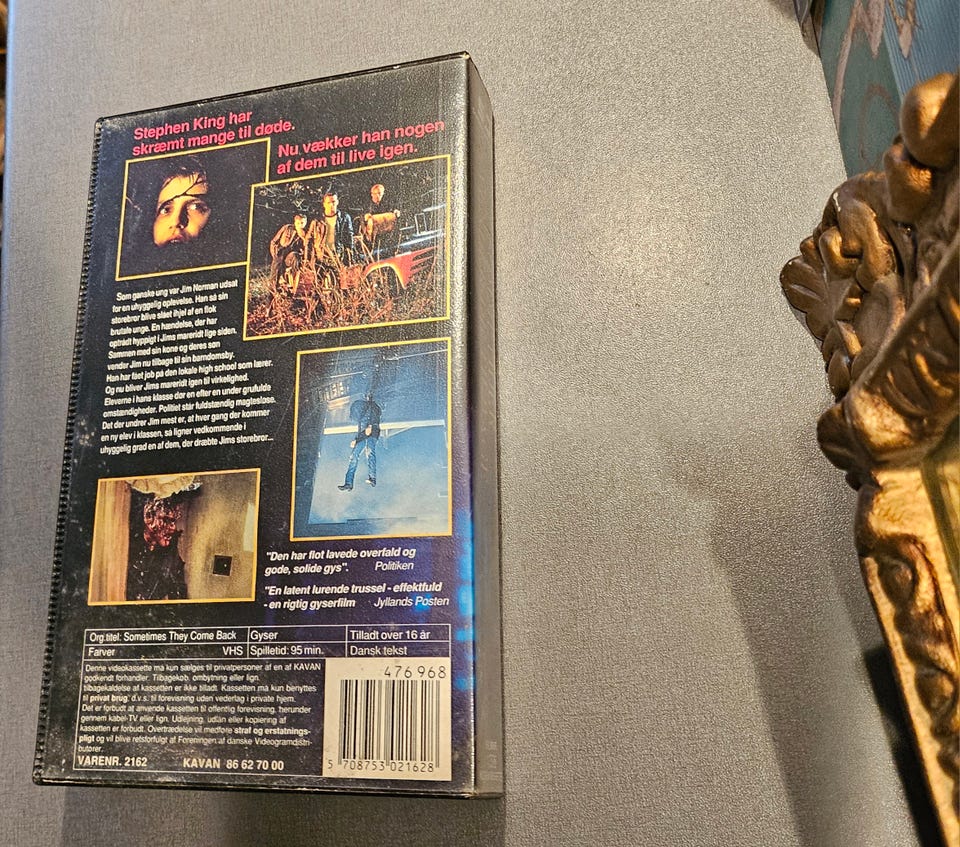 Stephen King har
skræmt mange til døde.
Nu vækker han nogen
af dem til live igen.
Som ganske ung var Jim Norman udsat
for en uhyggelig oplevelse. Han så sin
storebror blive slået ihjel af en flok
brutale unge. En hændelse, der har
optrådt hyppigt i Jims mareridt lige siden.
Sammen med sin kone og deres søn
vender Jim nu tilbage til sin barndomsby.
Han har fået job på den lokale high school som lærer.
Og nu bliver Jims mareridt igen til virkelighed.
Eleverne i hans klasse dør en efter en under grufulde
omstændigheder. Politiet står fuldstændig magtesløse.
Det der undrer Jim mest er, at hver gang der kommer
en ny elev i klassen, så ligner vedkommende i
uhyggelig grad en af dem, der dræbte Jims storebror...
"Den har flot lavede overfald og
gode, solide gys". Politiken
"En latent lurende trussel - effektfuld
- en rigtig gyserfilm Jyllands Posten
Org.titel: Sometimes They Come Back Gyser Tilladt over 16 år
Farver VHS Spilletid: 95 min. Dansk tekst
Denne videokassette må kun sælges til privatpersoner af en af KAVAN
godkendt forhandler. Tilbagekøb, ombytning eller lign.
tilbagekaldelse af kassetten er ikke tilladt. Kassetten må kun benyttes
til privat brug, d.v.s. til forevisning uden vederlag i private hjem.
Det er forbudt at anvende kassetten til offentlig forevisning, herunder
gennem kabel-TV eller lign. Udlejning, udlån eller kopiering af
kassetten er forbudt. Overtrædelse vil medføre straf og erstatnings-
pligt og vil blive retsforfulgt af Foreningen af danske Videogramdistri-
butører.
VARENR. 2162 KAVAN 86 62 70 00
476 968
5 708753 021628